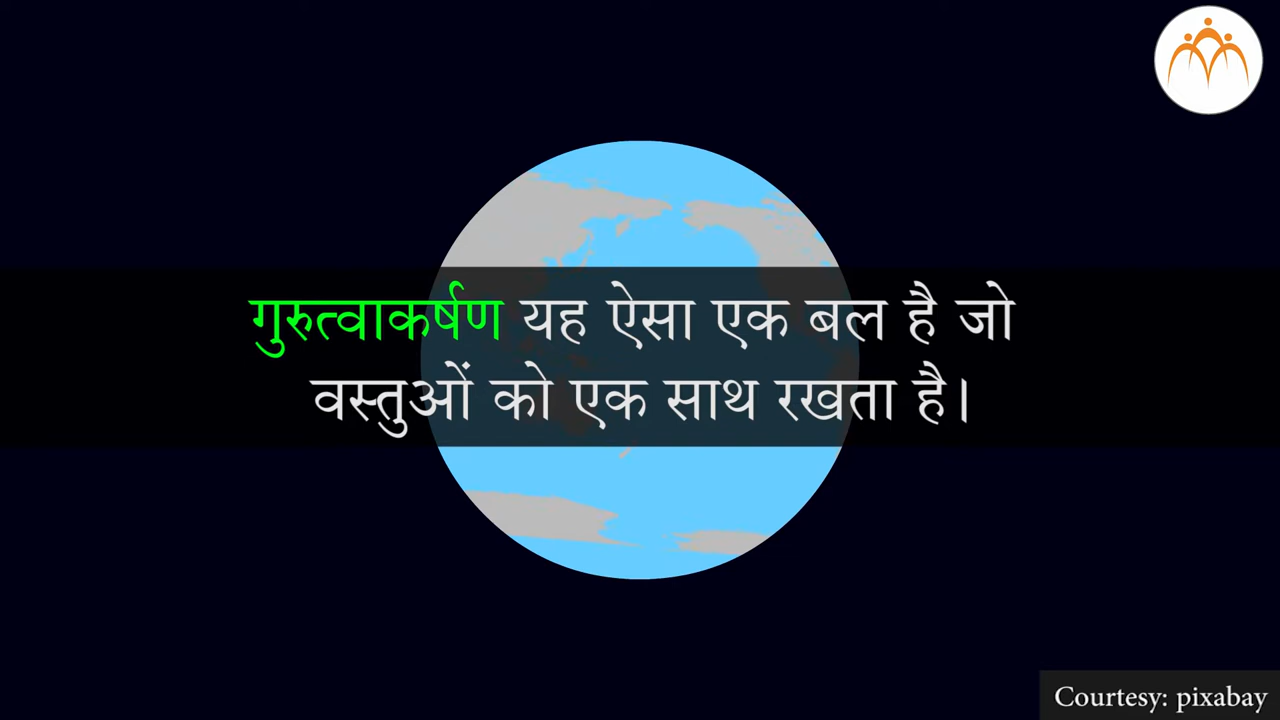 गुरुत्वाकर्षण यह ऐसा एक बल है जो
वस्तुओं को एक साथ रखता है।
Courtesy: pixabay